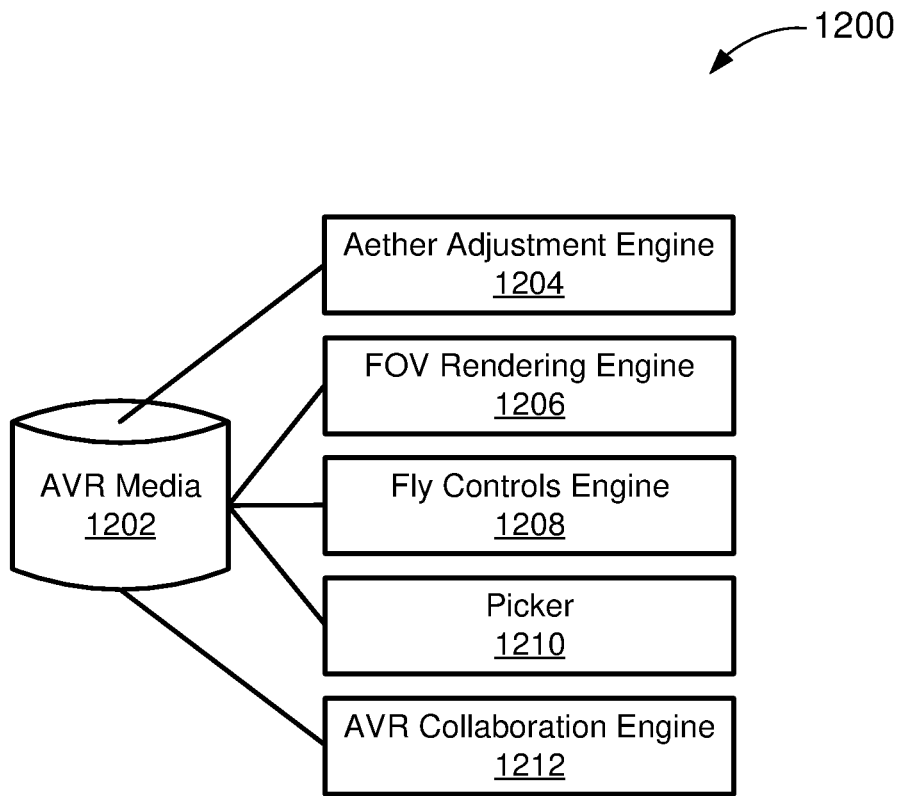 1200
Aether Adjustment Engine
1204
FOV Rendering Engine
1206
AVR Media
1202
Fly Controls Engine
1208
Picker
1210
AVR Collaboration Engine
1212